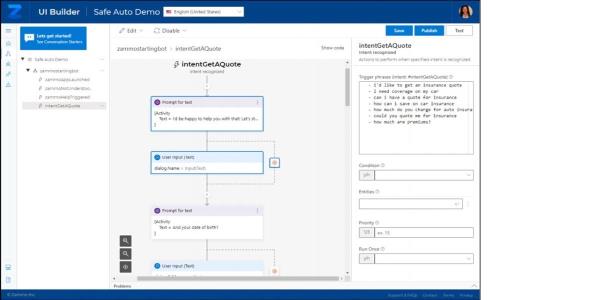 UI Builder
Safe Auto Demo
English (United States)
Lets get started!
See Conversation Starters
Edit
Disable
Save
Publish
Test
Safe Auto Demo
zammostarlingbot
zammoAppLaunched
zammoHelpTriggered
intentGetAQuote
zammostarlingbot > intentGetAQuote
Show code
intentGetAQuote
Intent recognized
Prompt for text
[Activity
Text = I'd be happy to help you with that! Let's st...
]
User Input (Text)
dialog.Name = Input(Text)
Prompt for text
[Activity
Text = and your date of birth?
]
User Input (Text)
Problems
intentGetAQuote
Intent recognized
Actions to perform when specified intent is recognized
Trigger phrases (intent: #intentGetAQuote)
- i'd like to get an insurance quote
- I need coverage on my car
- can i have a quote for insurance
- how can i save on car insurance
- how much do you charge for auto insura
- could you quote me for insurance
- how much are premiums?
Condition
Entities
Priority
123
ex. 15
Run Once
Support & FAQs
Contact
Terms
Privacy